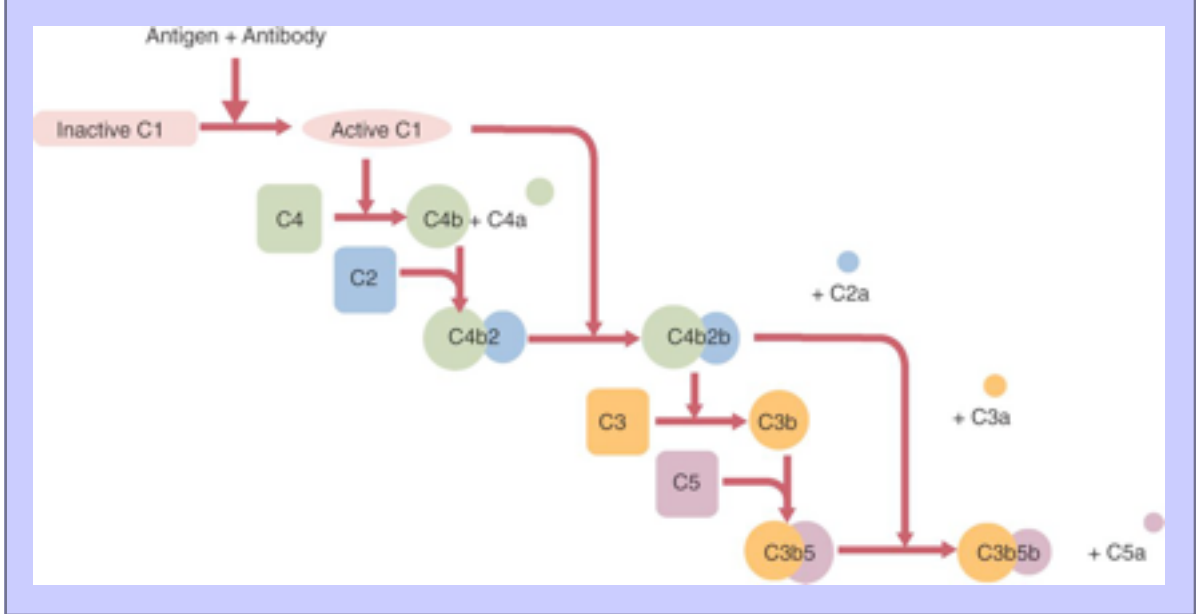 Antigen + Antibody
Inactive C1
Active C1
C4
C4b + C4a
C2
+ C2a
C4b2
C4b2b
+ C3a
C3
C3b
C5
C3b5
C3b5b
+ C5a